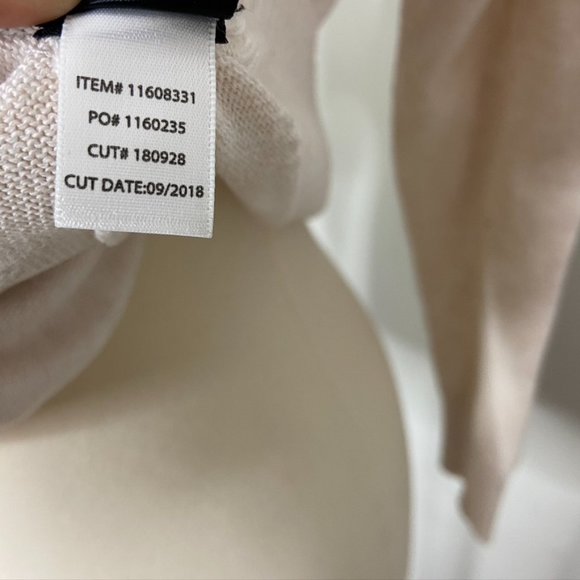 ITEM# 11608331
PO# 1160235
CUT# 180928
CUT DATE:09/2018